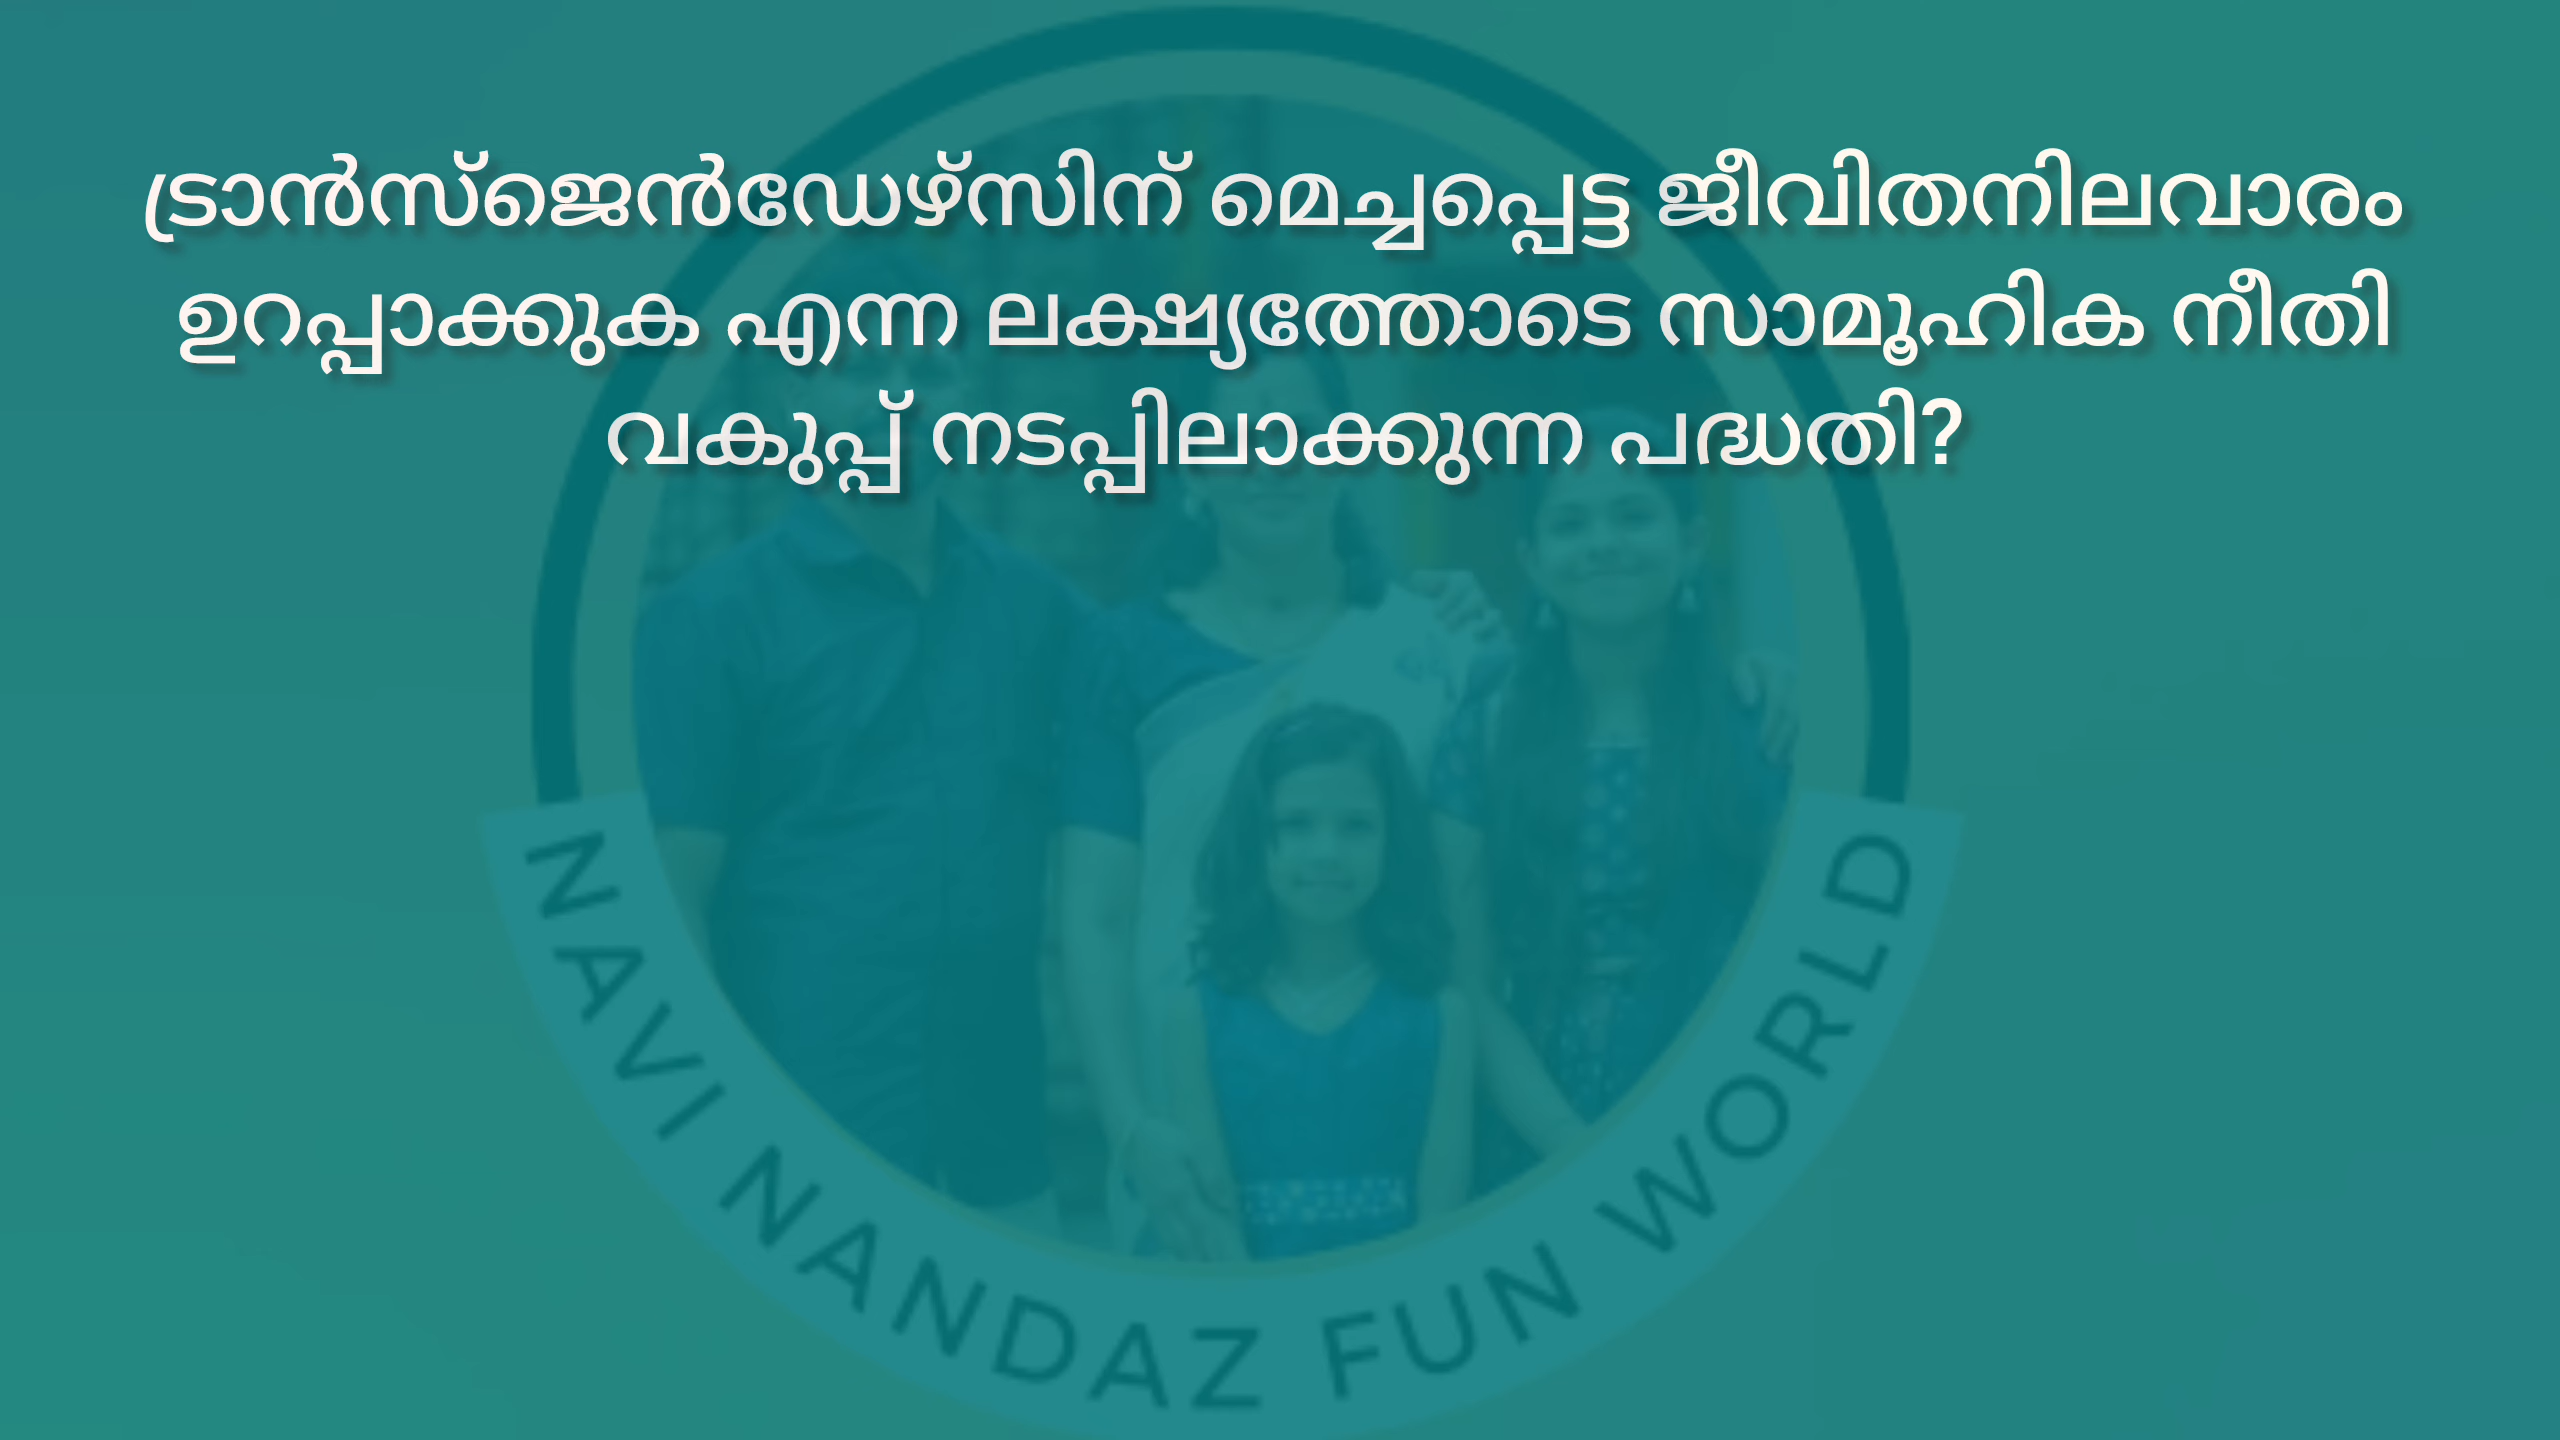 ട്രാൻസ്ജെൻഡേഴ്സിന് മെച്ചപ്പെട്ട ജീവിതനിലവാരം
ഉറപ്പാക്കുക എന്ന ലക്ഷ്യത്തോടെ സാമൂഹിക നീതി
വകുപ്പ് നടപ്പിലാക്കുന്ന പദ്ധതി?
NAVI NANDAZ FUN WORLD